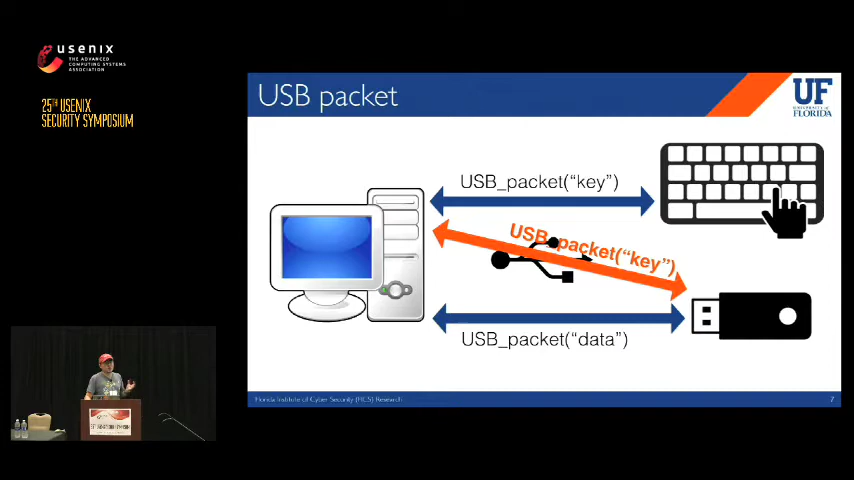 usenix
THE ADVANCED
COMPUTING SYSTEMS
ASSOCIATION
25TH USENIX
SECURITY SYMPOSIUM
USB packet
UF
UNIVERSITY of
FLORIDA
USB_packet("key")
USB_packet("key")
USB_packet("data")
Florida Institute of Cyber Security (FICS) Research
7